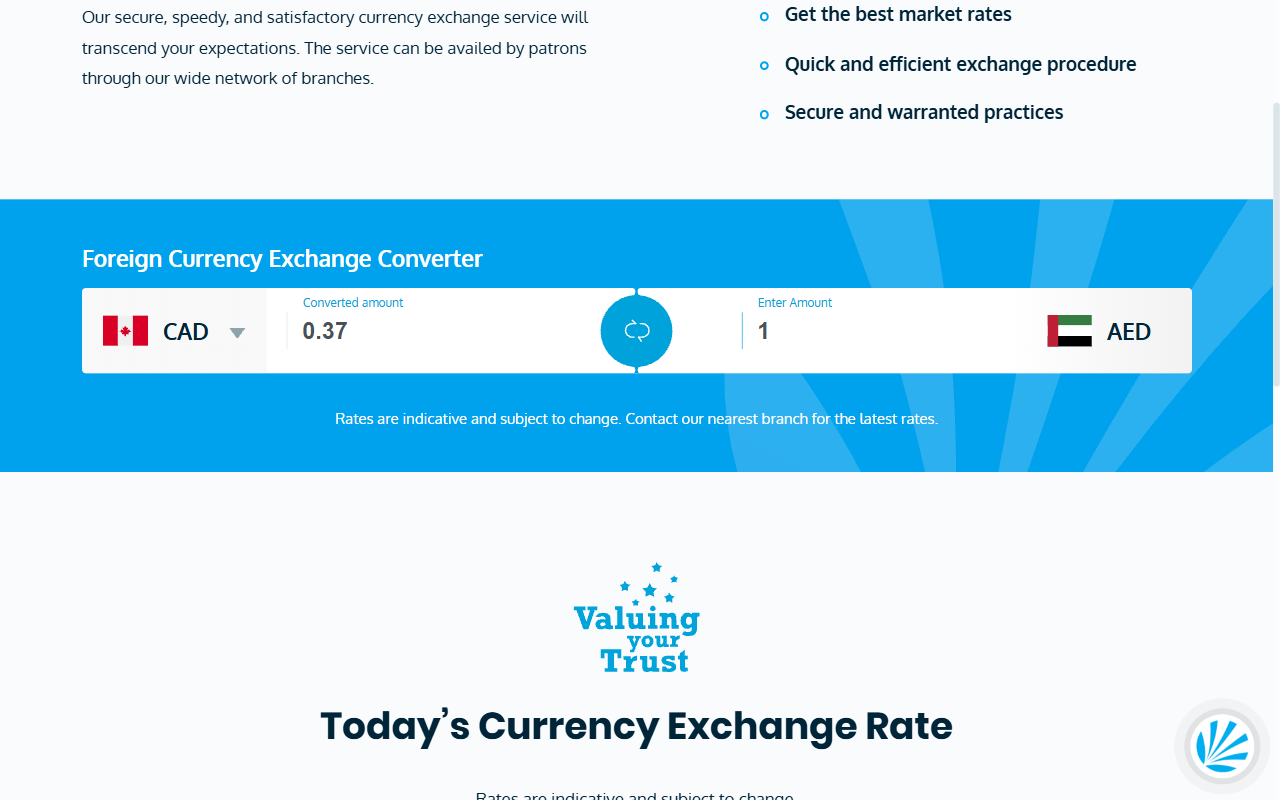 Our secure, speedy, and satisfactory currency exchange service will
transcend your expectations. The service can be availed by patrons
through our wide network of branches.
Get the best market rates
Quick and efficient exchange procedure
Secure and warranted practices
Foreign Currency Exchange Converter
CAD
Converted amount
0.37
Enter Amount
1
AED
Rates are indicative and subject to change. Contact our nearest branch for the latest rates.
Valuing
your
Trust
Today’s Currency Exchange Rate
Rates are indicative and subject to change